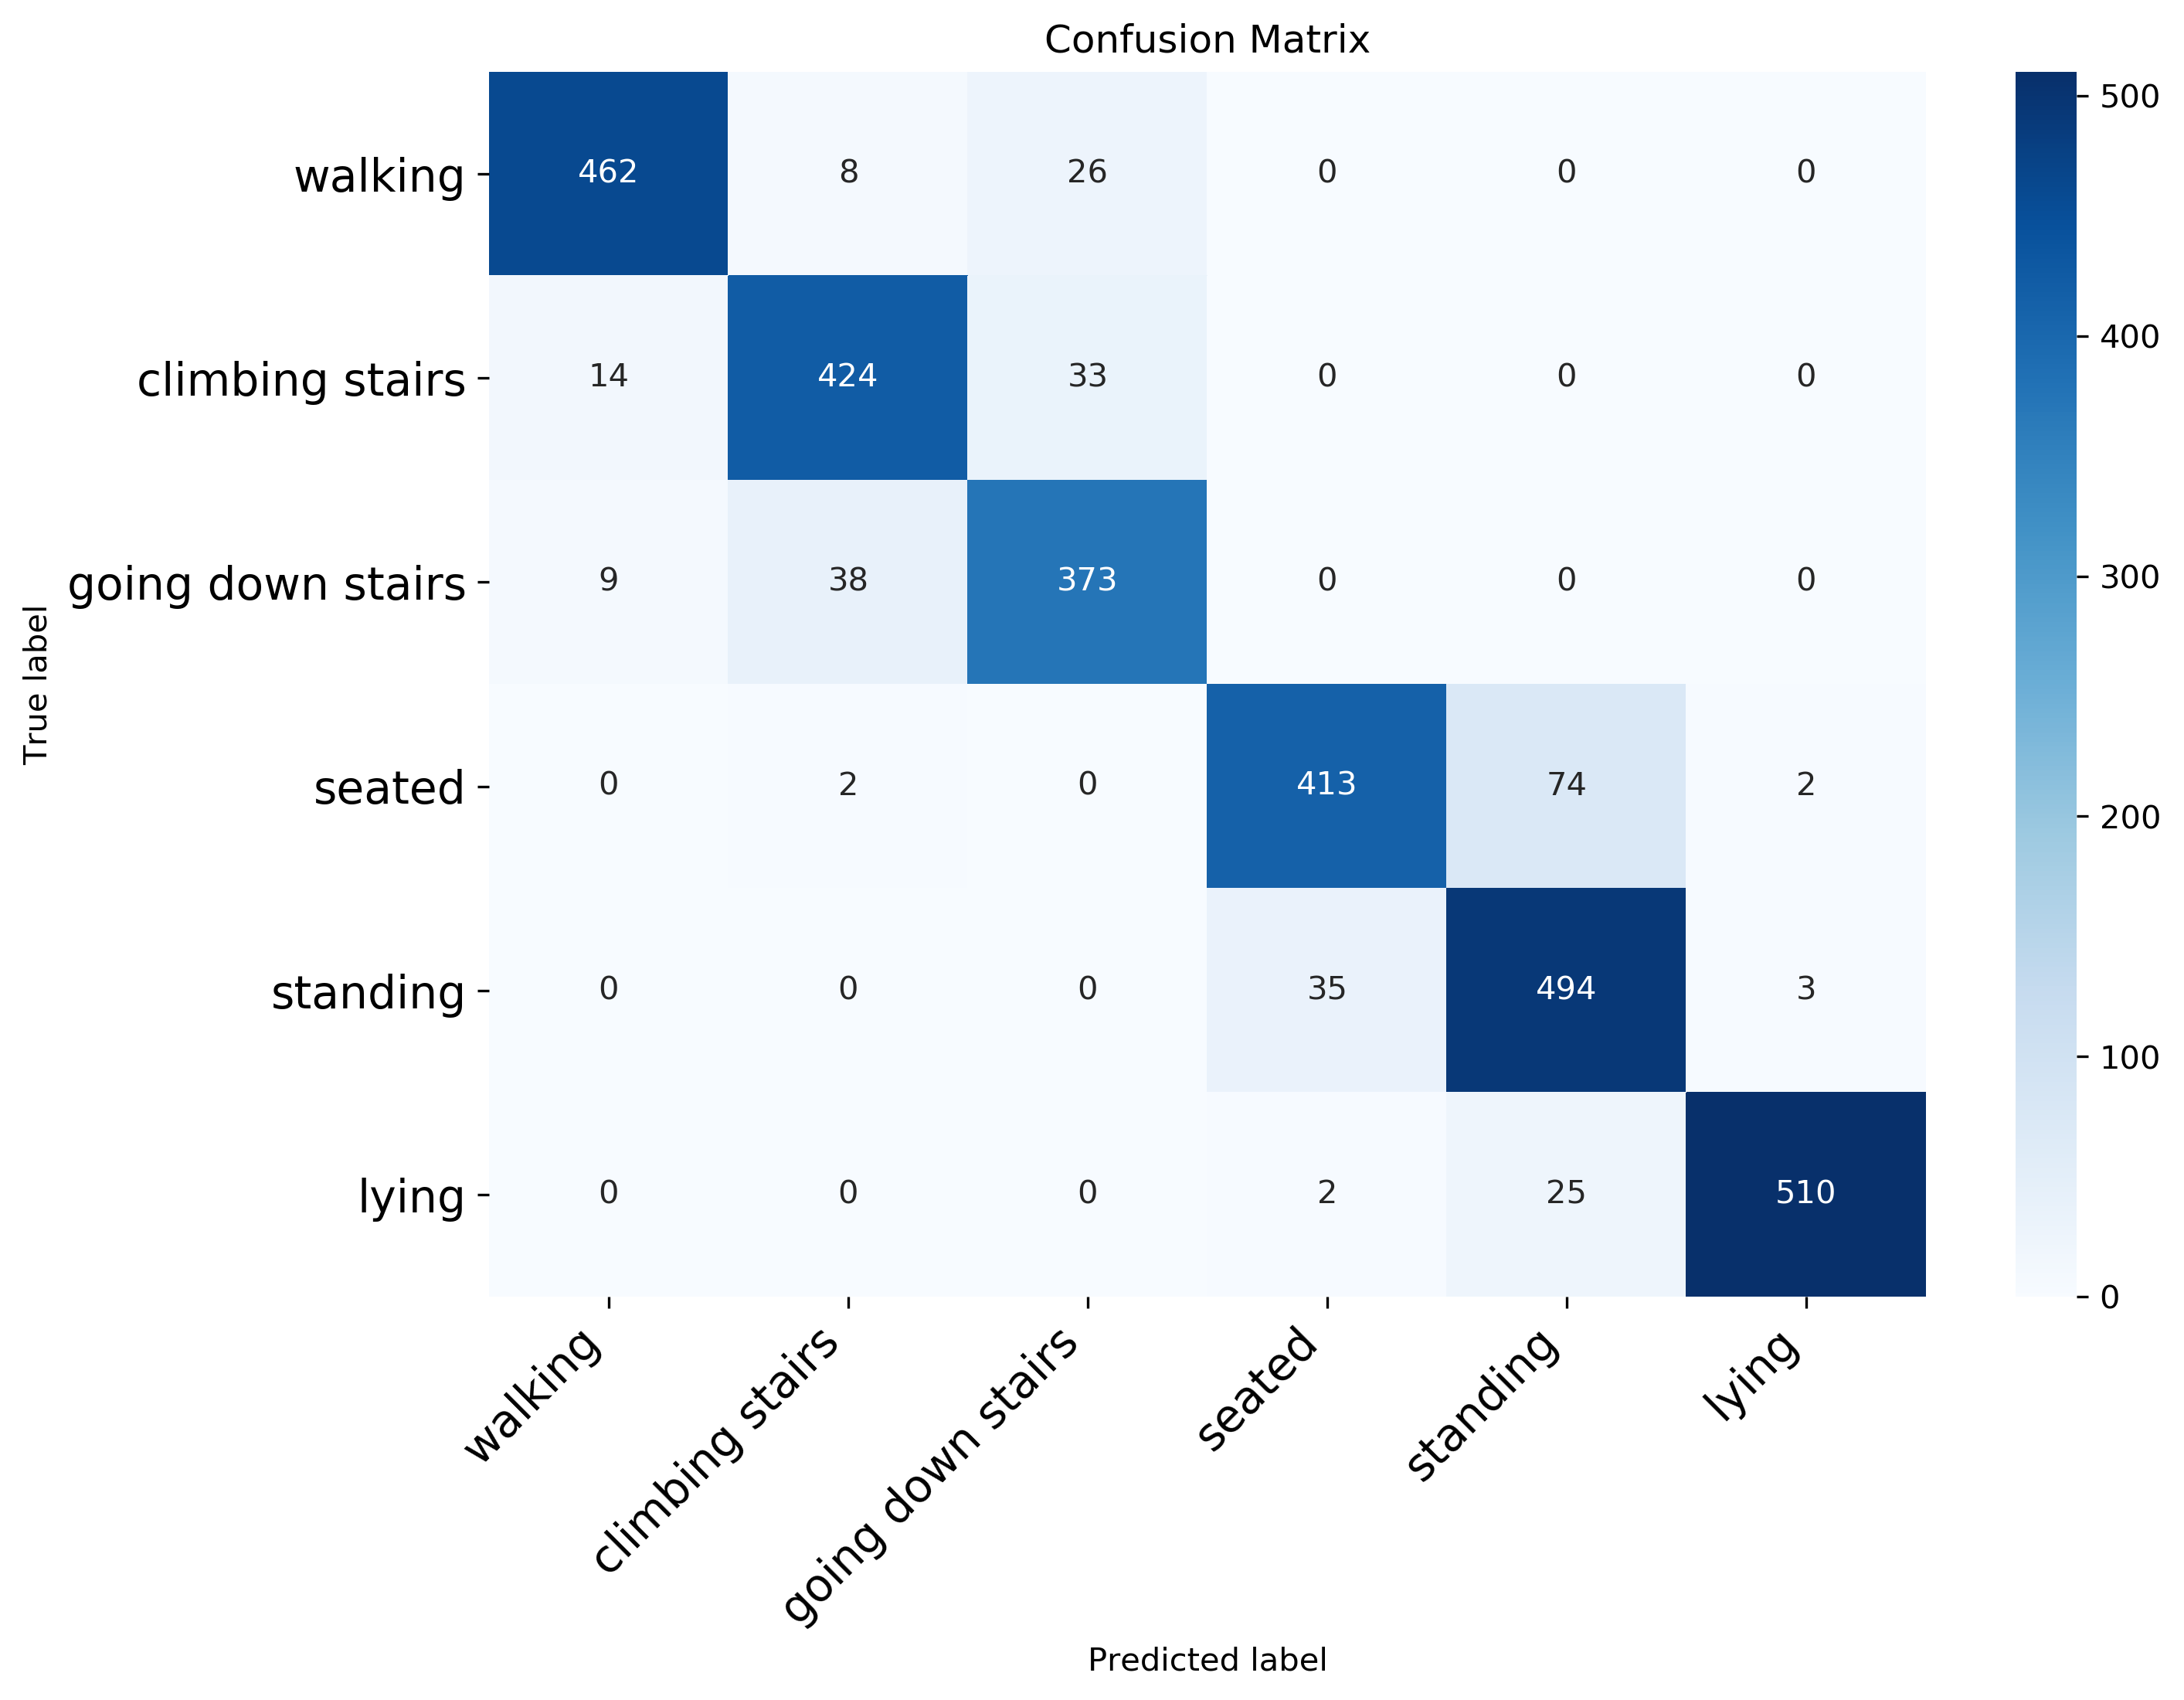 Confusion Matrix
walking 462 8 26 0 0 0
climbing stairs 14 424 33 0 0 0
going down stairs 9 38 373 0 0 0
seated 0 2 0 413 74 2
standing 0 0 0 35 494 3
lying 0 0 0 2 25 510
True label
walking
climbing stairs
going down stairs
seated
standing
lying
Predicted label
500
400
300
200
100
0